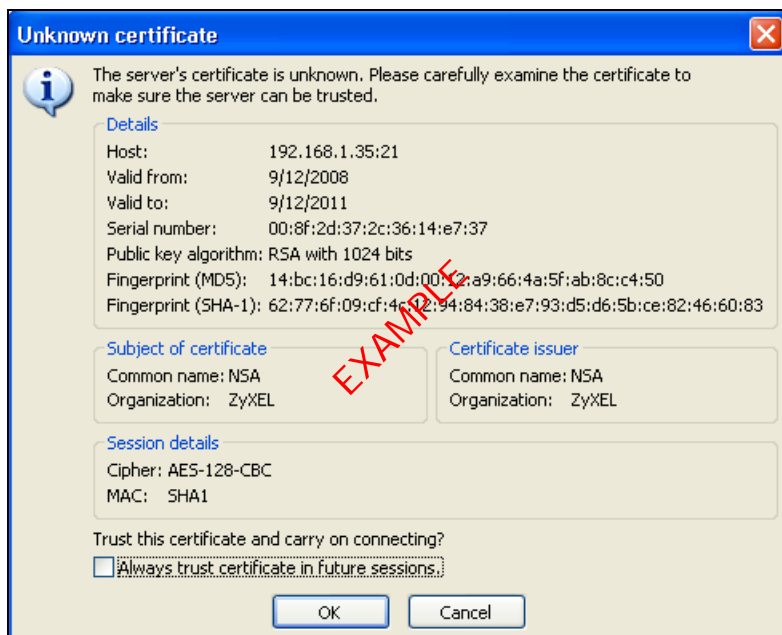 Unknown certificate
The server's certificate is unknown. Please carefully examine the certificate to
make sure the server can be trusted.
Details
Host: 192.168.1.35:21
Valid from: 9/12/2008
Valid to: 9/12/2011
Serial number: 00:8f:2d:37:2c:36:14:e7:37
Public key algorithm: RSA with 1024 bits
Fingerprint (MD5): 14:bc:16:d9:61:0d:00:12:a9:66:4a:5f:ab:8c:c4:50
Fingerprint (SHA-1): 62:77:6f:09:cf:4c:12:94:84:38:e7:93:d5:d6:5b:ce:82:46:60:83
EXAMPLE
Subject of certificate
Common name: NSA
Organization: ZyXEL
Certificate issuer
Common name: NSA
Organization: ZyXEL
Session details
Cipher: AES-128-CBC
MAC: SHA1
Trust this certificate and carry on connecting?
Always trust certificate in future sessions.
OK
Cancel